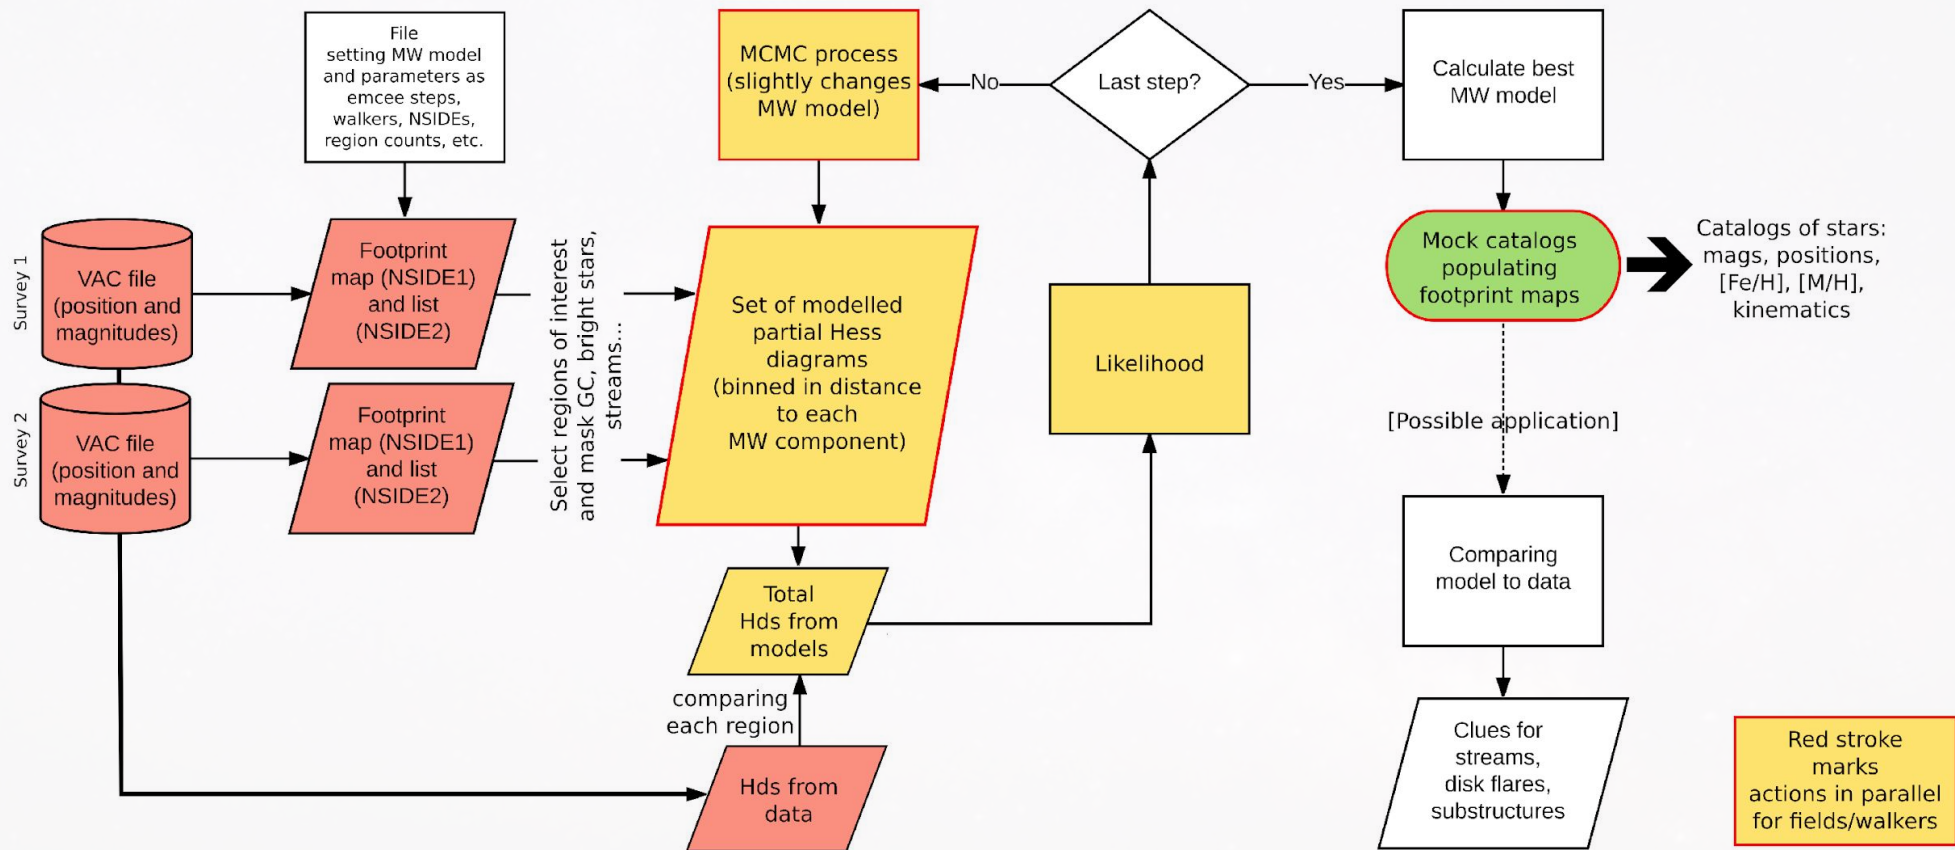 File
setting MW model
and parameters as
emcee steps,
walkers, NSIDEs,
region counts, etc.
MCMC process
(slightly changes
MW model)
No
Last step?
Yes
Calculate best
MW model
Survey 1
VAC file
(position and
magnitudes)
Footprint
map (NSIDE1)
and list
(NSIDE2)
Select regions of interest
and mask GC, bright stars,
streams...
Set of modelled
partial Hess
diagrams
(binned in distance
to each
MW component)
Likelihood
Mock catalogs
populating
footprint maps
Catalogs of stars:
mags, positions,
[Fe/H], [M/H],
kinematics
Survey 2
VAC file
(position and
magnitudes)
Footprint
map (NSIDE1)
and list
(NSIDE2)
[Possible application]
Total
Hds from
models
comparing
each region
Hds from
data
Comparing
model to data
Clues for
streams,
disk flares,
substructures
Red stroke
marks
actions in parallel
for fields/walkers